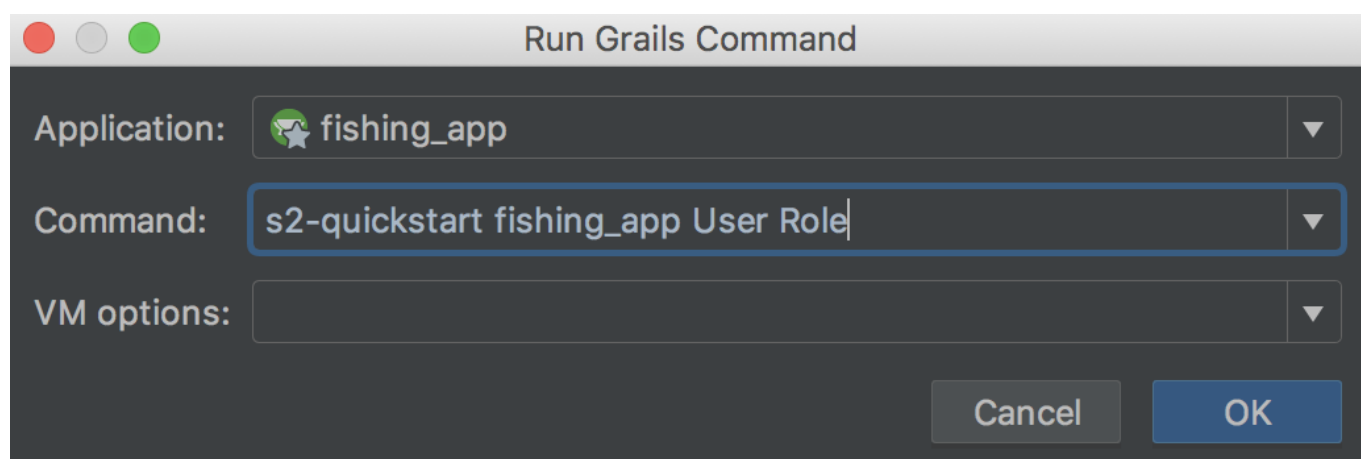 Run Grails Command
Application: fishing_app
Command: s2-quickstart fishing_app User Role
VM options:
Cancel OK